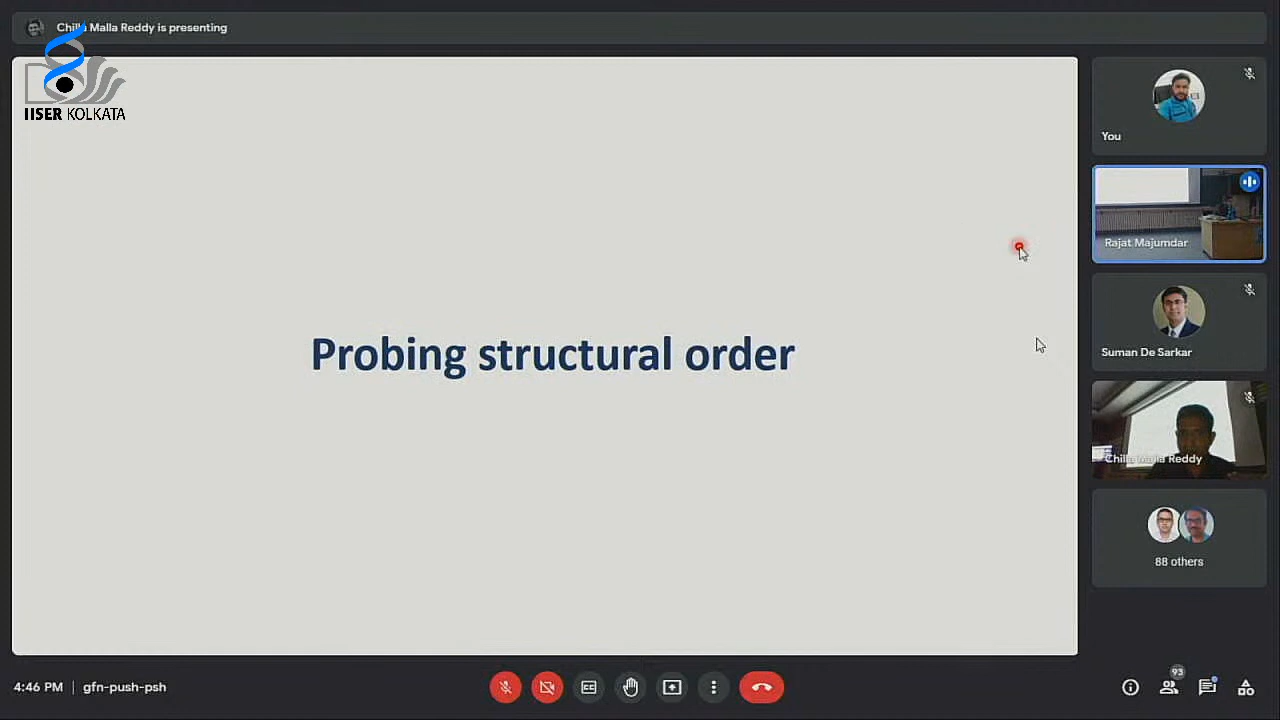 Chilla Malla Reddy is presenting
IISER KOLKATA
Probing structural order
You
Rajat Majumdar
Suman De Sarkar
Chilla Malla Reddy
88 others
4:46 PM | gfn-push-psh
93